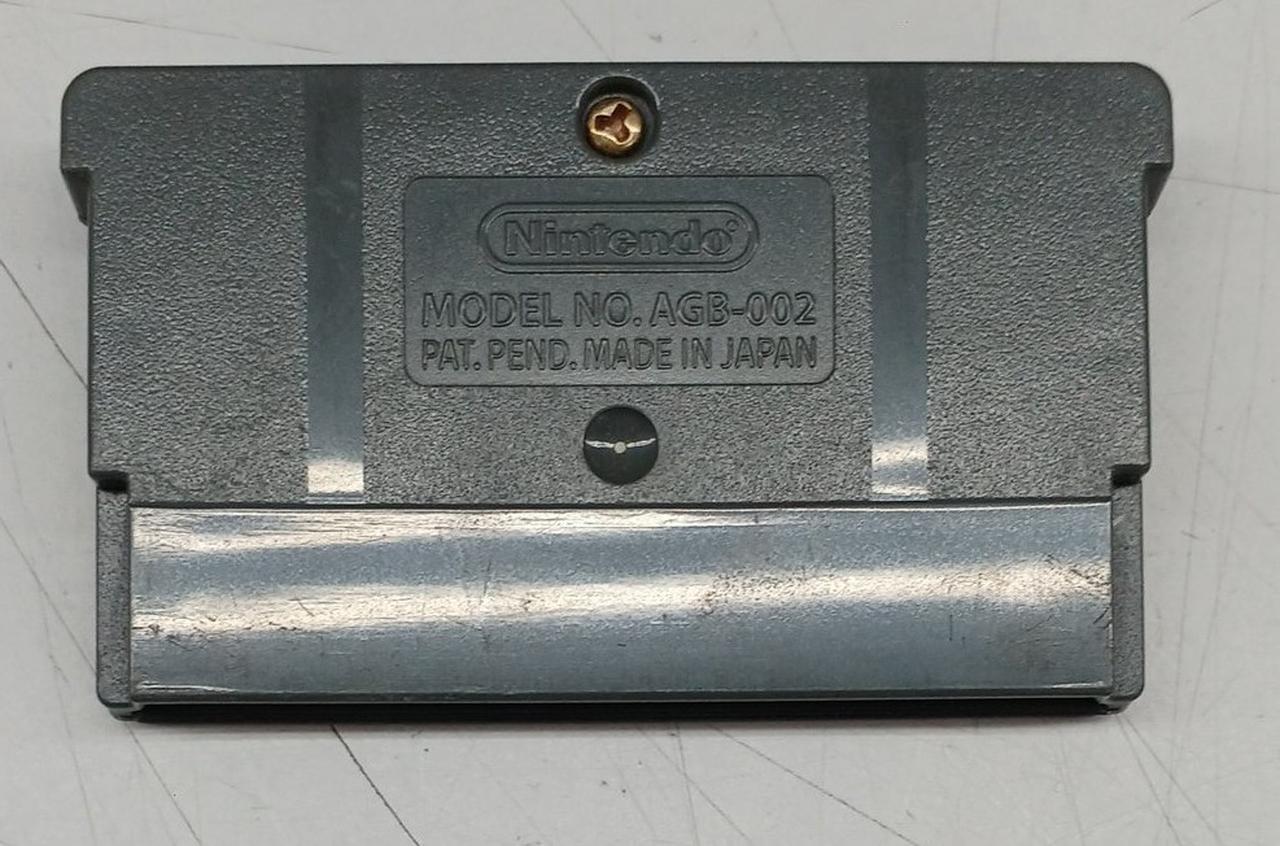 Nintendo®
MODEL NO. AGB-002
PAT. PEND. MADE IN JAPAN